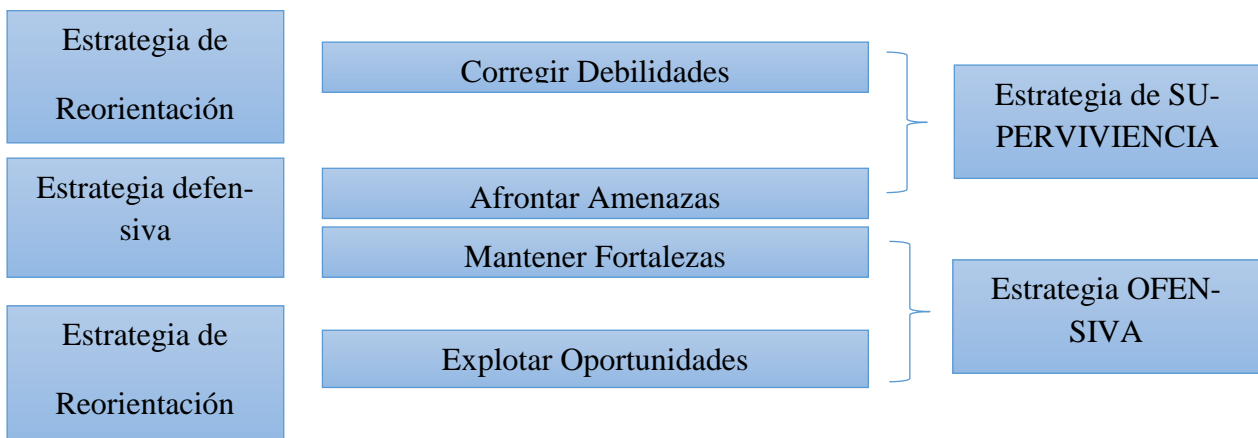 Estrategia de
Reorientación
Corregir Debilidades
Estrategia de SU-
PERVIVIENCIA
Estrategia defen-
siva
Afrontar Amenazas
Mantener Fortalezas
Estrategia OFEN-
SIVA
Estrategia de
Reorientación
Explotar Oportunidades